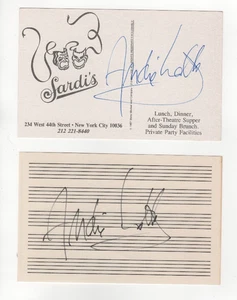 Sardi's
234 West 44th Street • New York City 10036
212 221-8440
Lunch, Dinner,
After-Theatre Supper
and Sunday Brunch.
Private Party Facilities